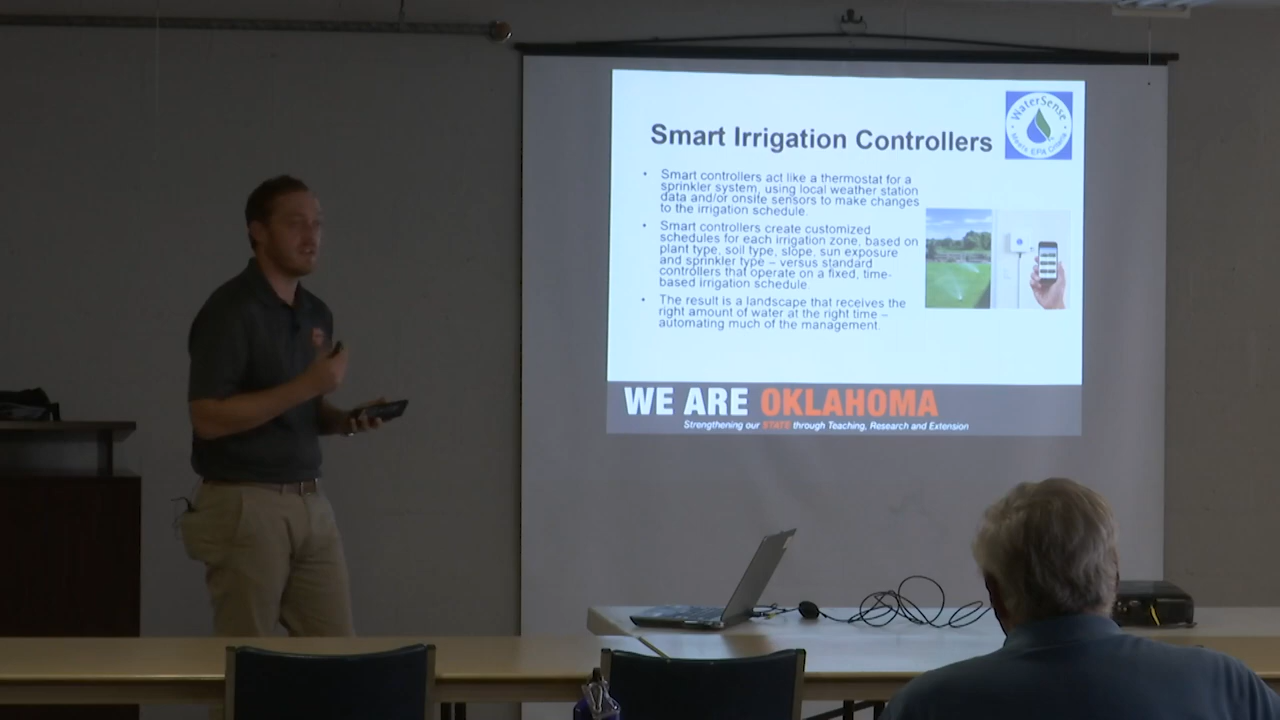 WaterSense
Meets EPA Criteria
Smart Irrigation Controllers
• Smart controllers act like a thermostat for a
sprinkler system, using local weather station
data and/or onsite sensors to make changes
to the irrigation schedule.
• Smart controllers create customized
schedules for each irrigation zone, based on
plant type, soil type, slope, sun exposure
and sprinkler type – versus standard
controllers that operate on a fixed, time-
based irrigation schedule.
• The result is a landscape that receives the
right amount of water at the right time –
automating much of the management.
WE ARE OKLAHOMA
Strengthening our STATE through Teaching, Research and Extension